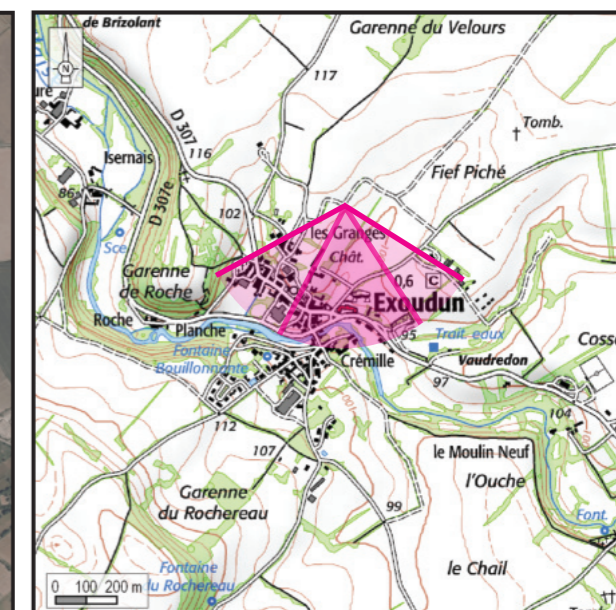 de Brizolant
Garenne du Velours
N
117
D 307
Tomb.
Isernais
116
Fief Piché
D 307e
86
102
les Granges
Sce
Chât.
Garenne
de Roche
0,6
C
Exoudun
Roche
Planche
95
Trait. eaux
Fontaine
Bouillonnante
Crémille
Vaudredon
97
112
104
107
le Moulin Neuf
l'Ouche
Garenne
du Rochereau
99
Font.
le Chail
Fontaine
du Rochereau
0 100 200 m